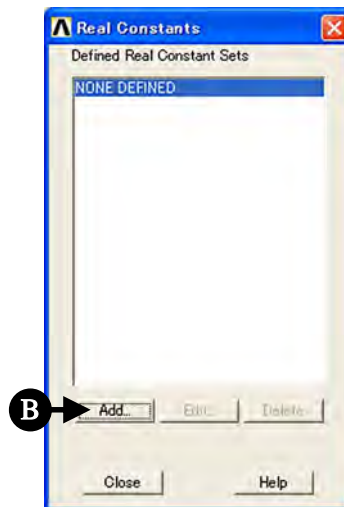 Real Constants
Defined Real Constant Sets
NONE DEFINED
B
Add... Edit... Delete
Close Help